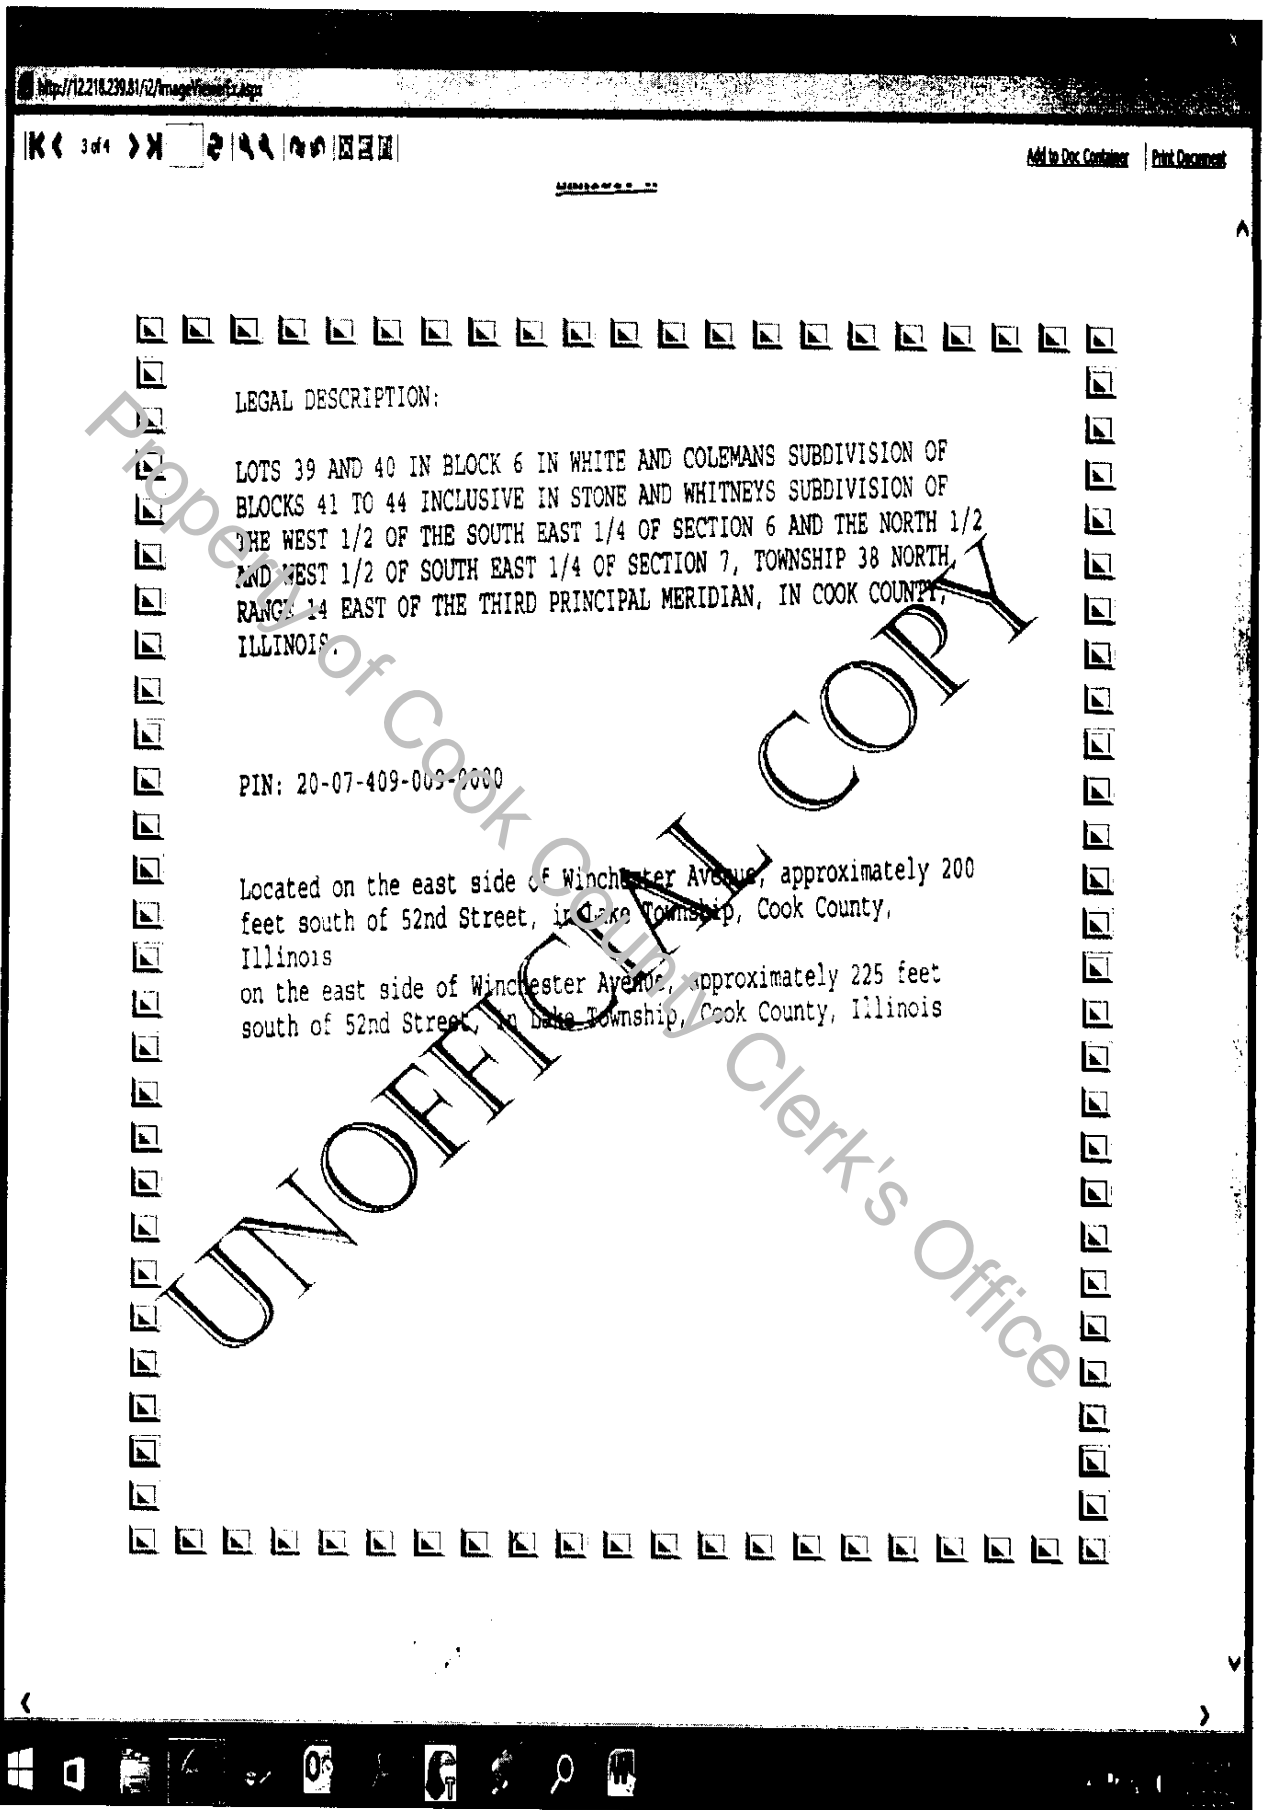 x
http://12.218.239.81/i2/ImageViewerEx.aspx
3 of 4
Add to Doc Container Print Document
LEGAL DESCRIPTION:
LOTS 39 AND 40 IN BLOCK 6 IN WHITE AND COLEMANS SUBDIVISION OF
BLOCKS 41 TO 44 INCLUSIVE IN STONE AND WHITNEYS SUBDIVISION OF
THE WEST 1/2 OF THE SOUTH EAST 1/4 OF SECTION 6 AND THE NORTH 1/2
AND WEST 1/2 OF SOUTH EAST 1/4 OF SECTION 7, TOWNSHIP 38 NORTH,
RANGE 14 EAST OF THE THIRD PRINCIPAL MERIDIAN, IN COOK COUNTY,
ILLINOIS.
PIN: 20-07-409-009-0000
Located on the east side of Winchester Avenue, approximately 200
feet south of 52nd Street, in Lake Township, Cook County,
Illinois
on the east side of Winchester Avenue, approximately 225 feet
south of 52nd Street, in Lake Township, Cook County, Illinois
UNOFFICIAL COPY
Property of Cook County Clerk's Office